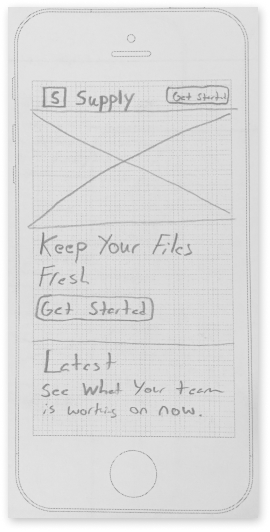 S Supply
Get Started
Keep Your Files
Fresh
Get Started
Latest
See What Your team
is working on now.